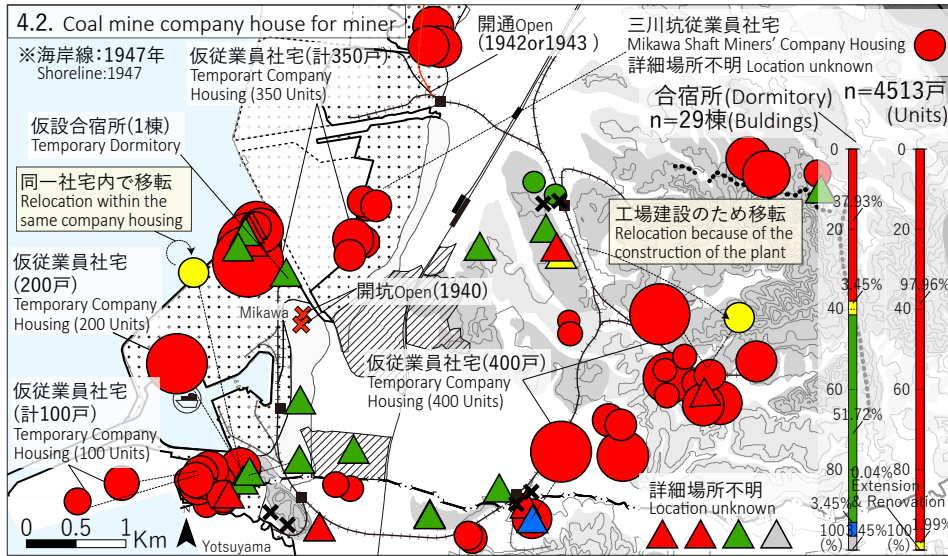 4.2. Coal mine company house for miner
※海岸線：1947年
Shoreline:1947
仮従業員社宅(計350戸)
Temporart Company
Housing (350 Units)
開通Open
(1942or1943 )
三川坑従業員社宅
Mikawa Shaft Miners' Company Housing
詳細場所不明 Location unknown
合宿所(Dormitory)
n=29棟(Buldings)
n=4513戸
(Units)
仮設合宿所(1棟)
Temporary Dormitory
同一社宅内で移転
Relocation within the
same company housing
工場建設のため移転
Relocation because of the
construction of the plant
仮従業員社宅
(200戸)
Temporary Company
Housing (200 Units)
Mikawa
開坑Open(1940)
仮従業員社宅(400戸)
Temporary Company
Housing (400 Units)
仮従業員社宅
(計100戸)
Temporary Company
Housing (100 Units)
詳細場所不明
Location unknown
0 0.5 1
Km
Yotsuyama
0
20
40
60
80
100
(%)
37.93%
3.45%
51.72%
3.45%
3.45%
0
20
40
60
80
100
(%)
97.96%
0.04%
Extension
& Renovation
1.99%